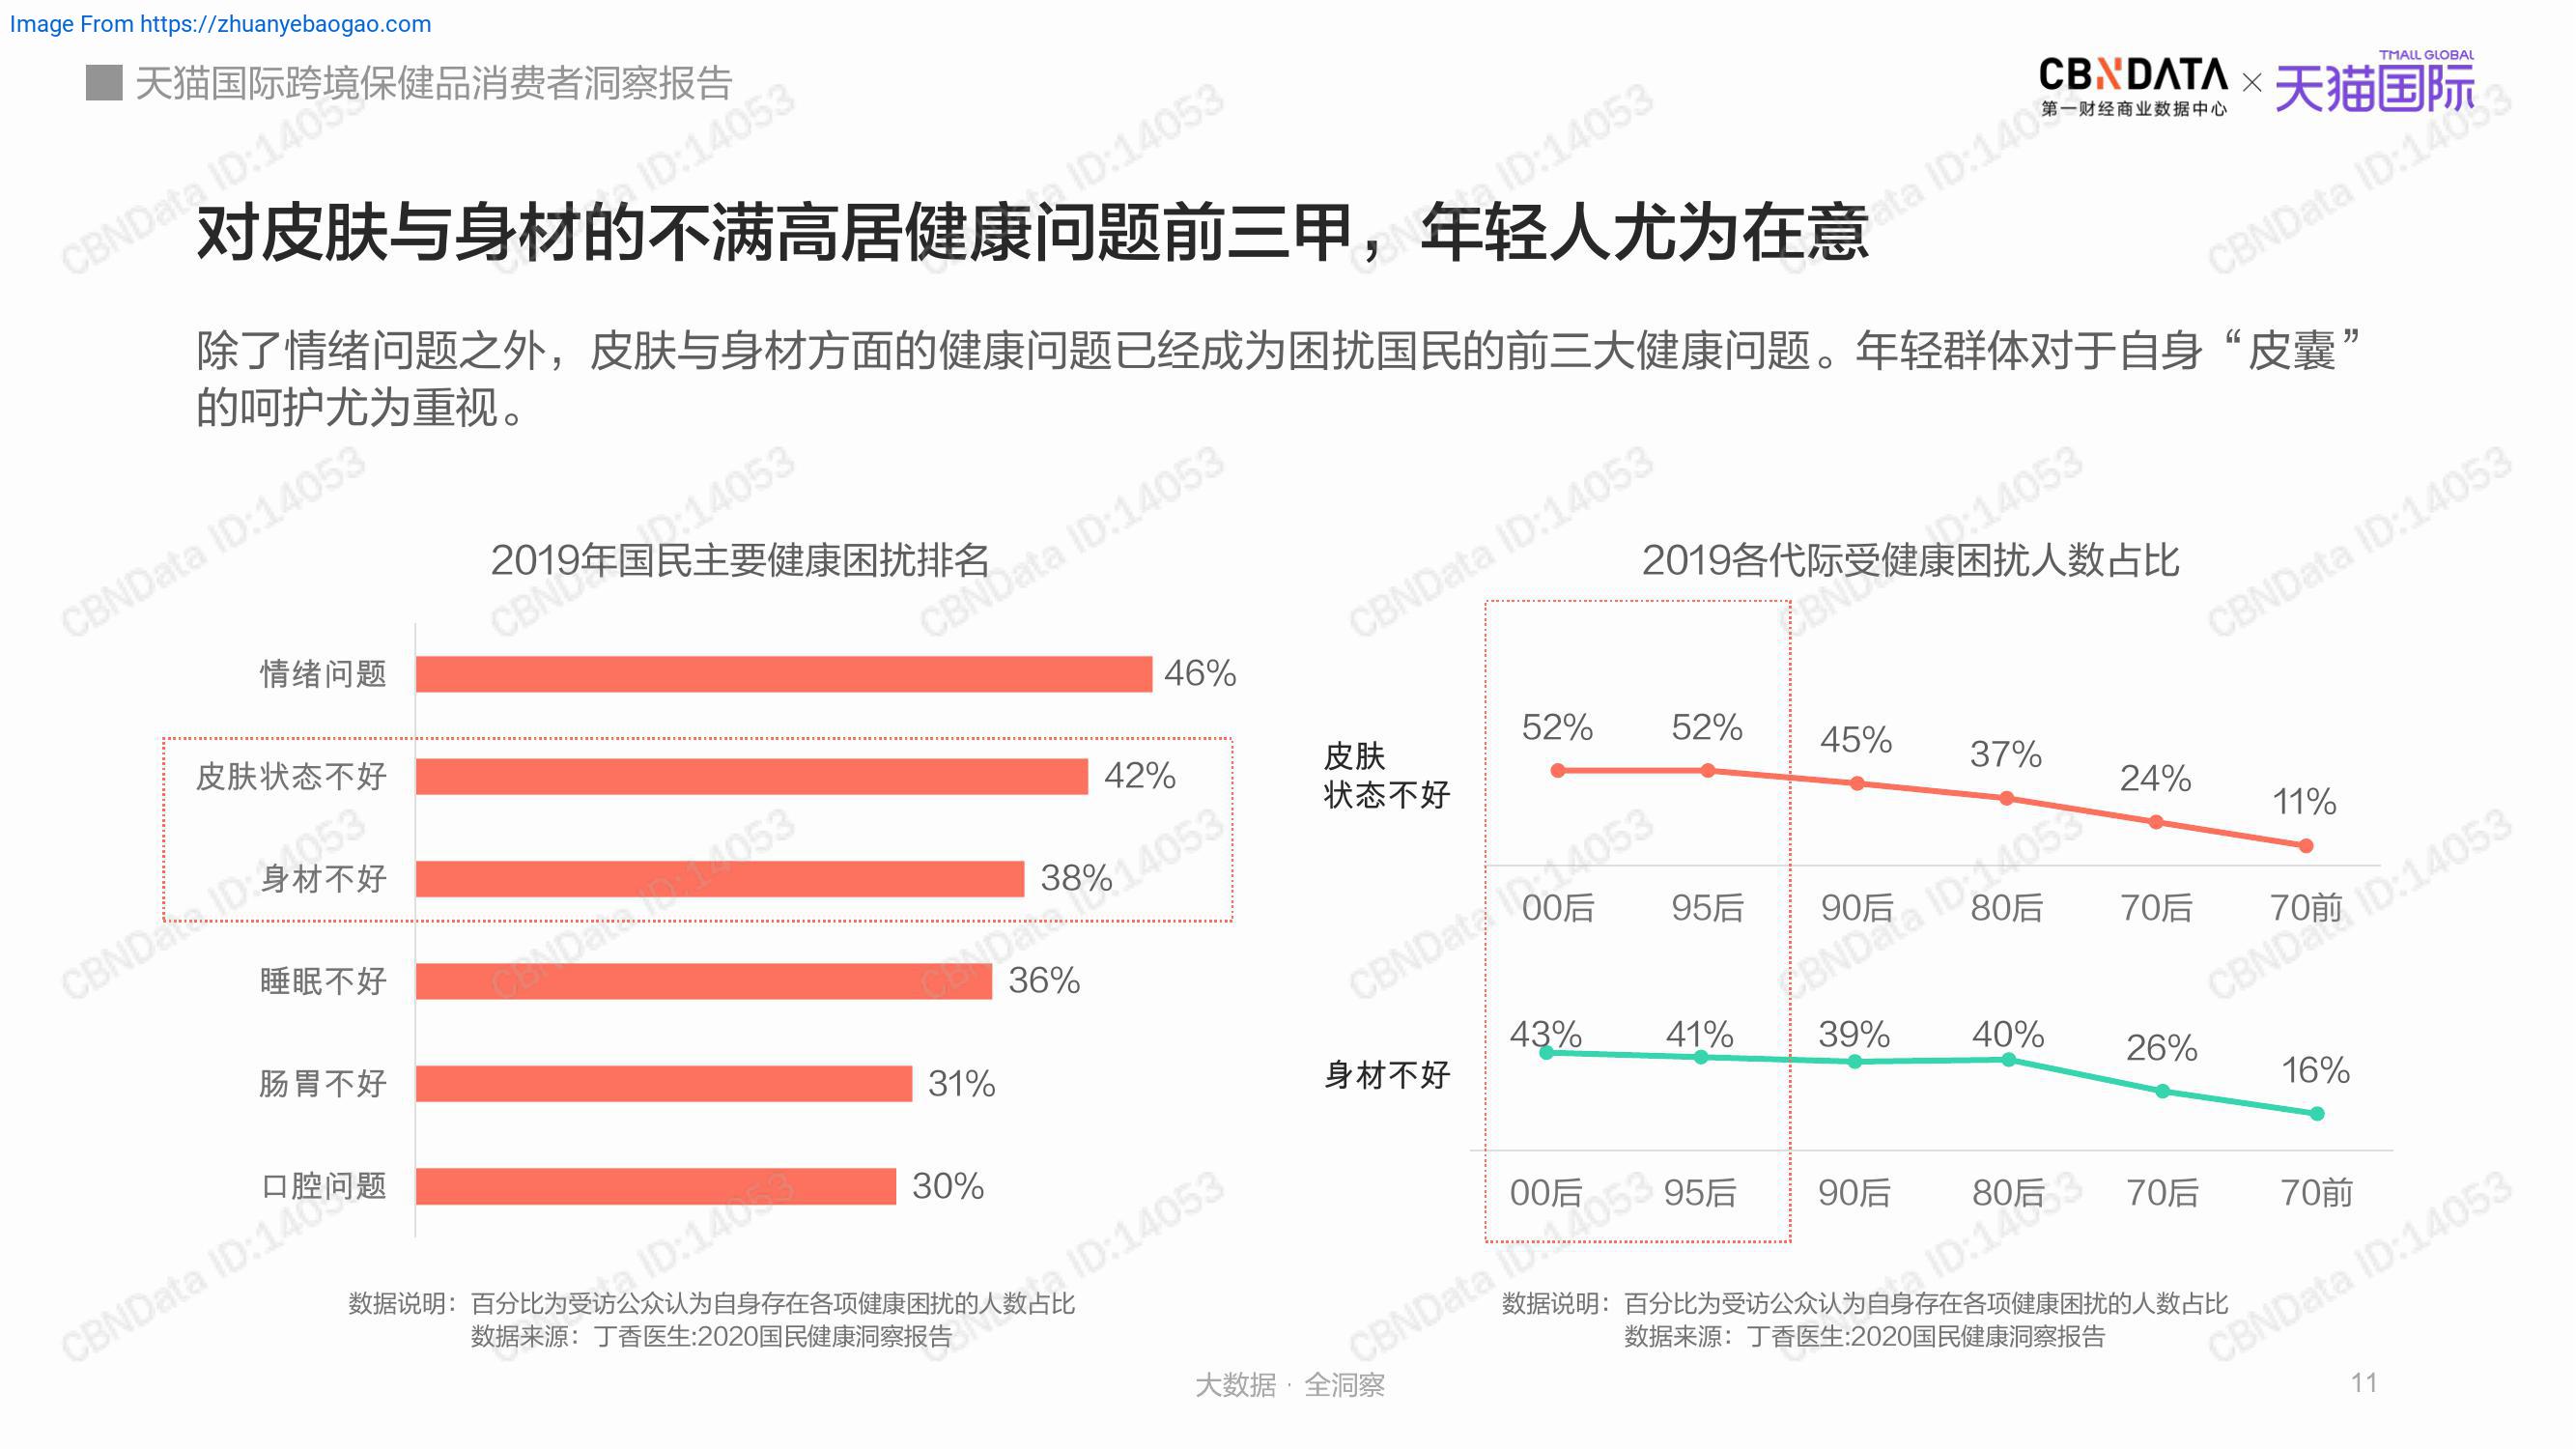 Image From https://zhuanyebaogao.com
天猫国际跨境保健品消费者洞察报告
CBNDATA
第一财经商业数据中心
×
TMALL GLOBAL
天猫国际
对皮肤与身材的不满高居健康问题前三甲，年轻人尤为在意
除了情绪问题之外，皮肤与身材方面的健康问题已经成为困扰国民的前三大健康问题。年轻群体对于自身“皮囊”
的呵护尤为重视。
2019年国民主要健康困扰排名
情绪问题 46%
皮肤状态不好 42%
身材不好 38%
睡眠不好 36%
肠胃不好 31%
口腔问题 30%
数据说明：百分比为受访公众认为自身存在各项健康困扰的人数占比
数据来源：丁香医生:2020国民健康洞察报告
2019各代际受健康困扰人数占比
皮肤
状态不好
52% 52% 45% 37% 24% 11%
00后 95后 90后 80后 70后 70前
身材不好
43% 41% 39% 40% 26% 16%
00后 95后 90后 80后 70后 70前
数据说明：百分比为受访公众认为自身存在各项健康困扰的人数占比
数据来源：丁香医生:2020国民健康洞察报告
大数据 · 全洞察
11
CBNData ID:14053